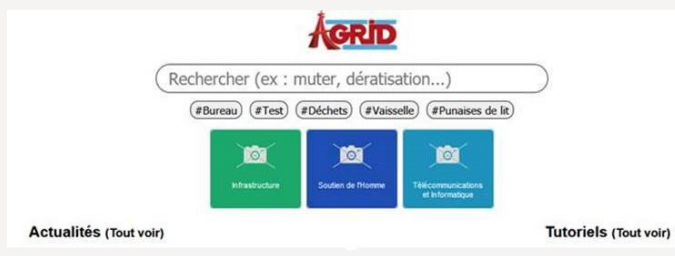 AGRID
Rechercher (ex : muter, dératisation...)
#Bureau #Test #Déchets #Vaisselle #Punaises de lit
Infrastructure
Soutien de l'Homme
Télécommunications
et Informatique
Actualités (Tout voir)
Tutoriels (Tout voir)